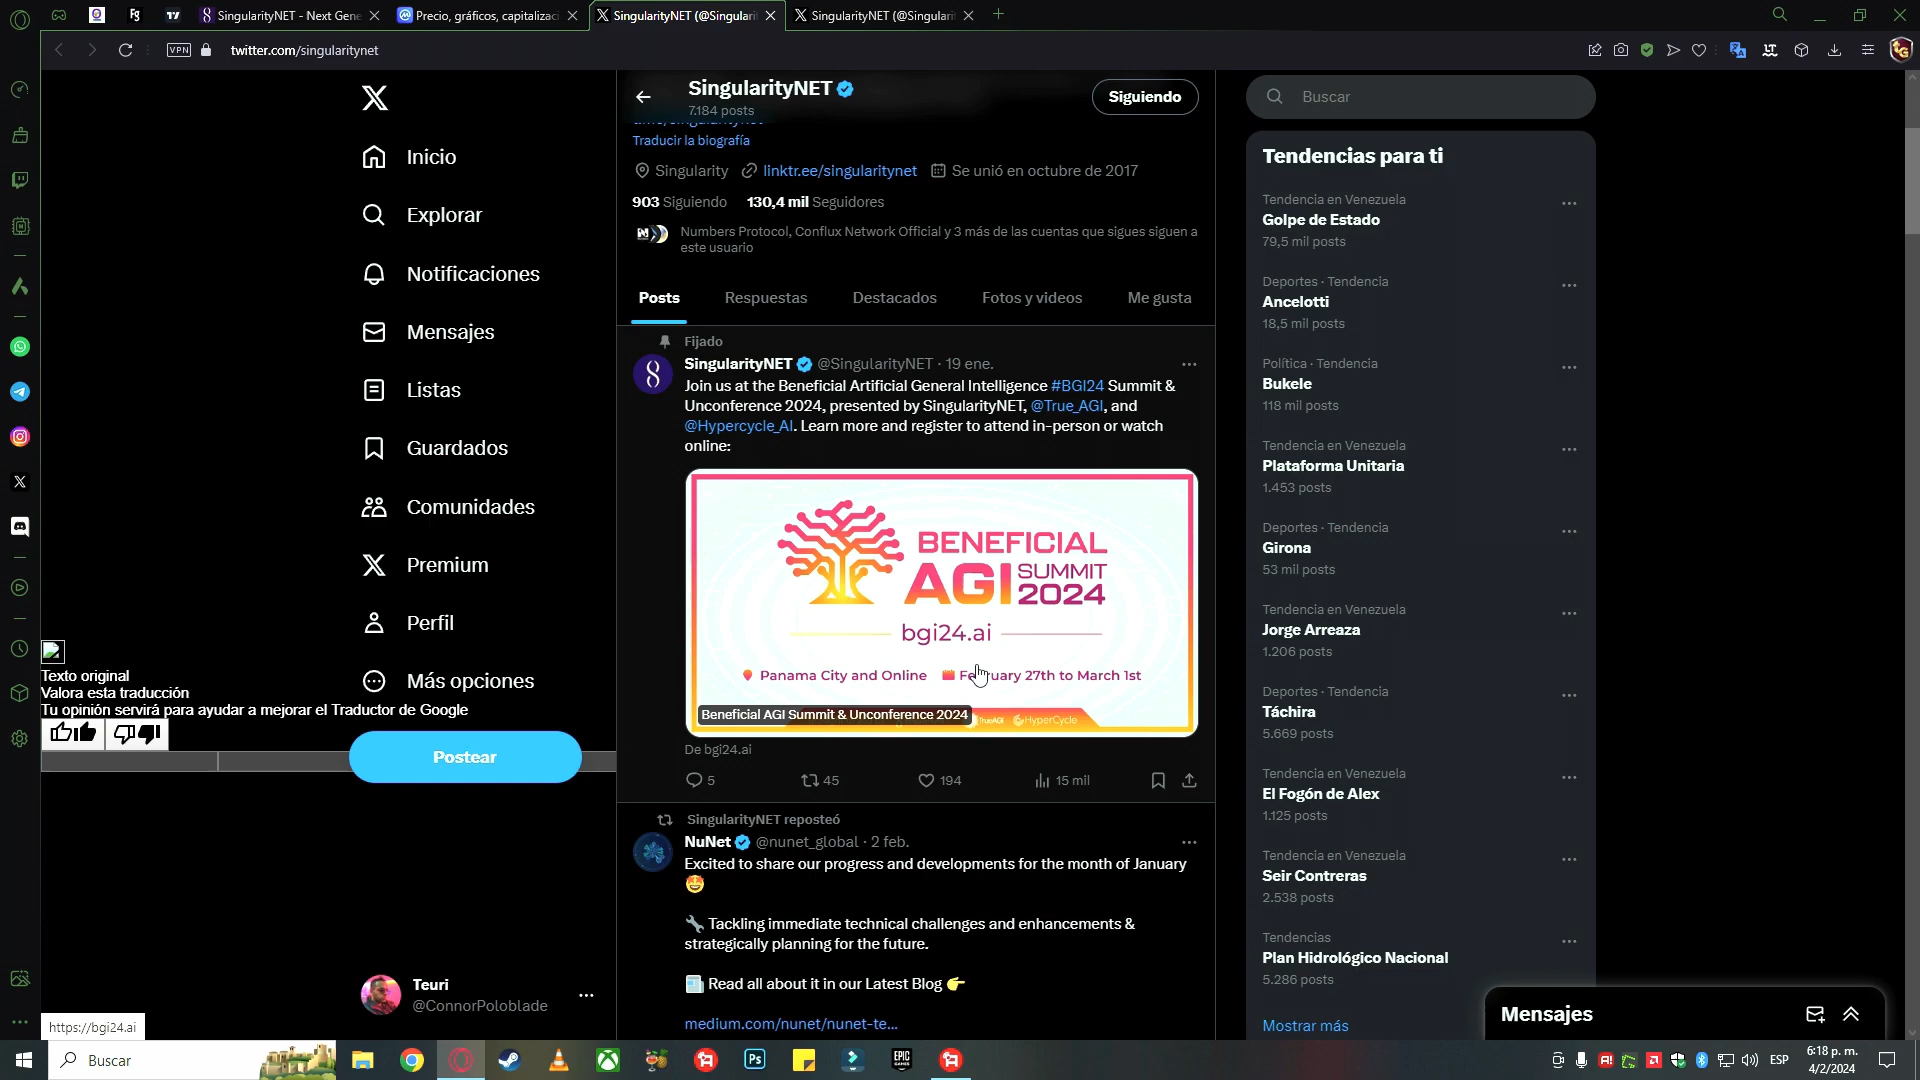 SingularityNET - Next Gene
Precio, gráficos, capitalizaci
SingularityNET (@Singulari
SingularityNET (@Singulari
VPN
twitter.com/singularitynet
Inicio
Explorar
Notificaciones
Mensajes
Listas
Guardados
Comunidades
Premium
Perfil
Más opciones
Postear
Texto original
Valora esta traducción
Tu opinión servirá para ayudar a mejorar el Traductor de Google
Teuri
@ConnorPoloblade
https://bgi24.ai
SingularityNET
7.184 posts
Siguiendo
Traducir la biografía
Singularity linktr.ee/singularitynet Se unió en octubre de 2017
903 Siguiendo 130,4 mil Seguidores
Numbers Protocol, Conflux Network Official y 3 más de las cuentas que sigues siguen a
este usuario
Posts Respuestas Destacados Fotos y videos Me gusta
Fijado
SingularityNET @SingularityNET · 19 ene.
Join us at the Beneficial Artificial General Intelligence #BGI24 Summit &
Unconference 2024, presented by SingularityNET, @True_AGI, and
@Hypercycle_AI. Learn more and register to attend in-person or watch
online:
BENEFICIAL
AGI SUMMIT
2024
bgi24.ai
Panama City and Online
February 27th to March 1st
Beneficial AGI Summit & Unconference 2024
TrueAGI HyperCycle
De bgi24.ai
5 45 194 15 mil
SingularityNET reposteó
NuNet @nunet_global · 2 feb.
Excited to share our progress and developments for the month of January
🤩
🔧 Tackling immediate technical challenges and enhancements &
strategically planning for the future.
📰 Read all about it in our Latest Blog 👉
medium.com/nunet/nunet-te...
Buscar
Tendencias para ti
Tendencia en Venezuela
Golpe de Estado
79,5 mil posts
Deportes · Tendencia
Ancelotti
18,5 mil posts
Política · Tendencia
Bukele
118 mil posts
Tendencia en Venezuela
Plataforma Unitaria
1.453 posts
Deportes · Tendencia
Girona
53 mil posts
Tendencia en Venezuela
Jorge Arreaza
1.206 posts
Deportes · Tendencia
Táchira
5.669 posts
Tendencia en Venezuela
El Fogón de Alex
1.125 posts
Tendencia en Venezuela
Seir Contreras
2.538 posts
Tendencias
Plan Hidrológico Nacional
5.286 posts
Mostrar más
Mensajes
Buscar
Ps
EPIC
GAMES
ESP
6:18 p. m.
4/2/2024